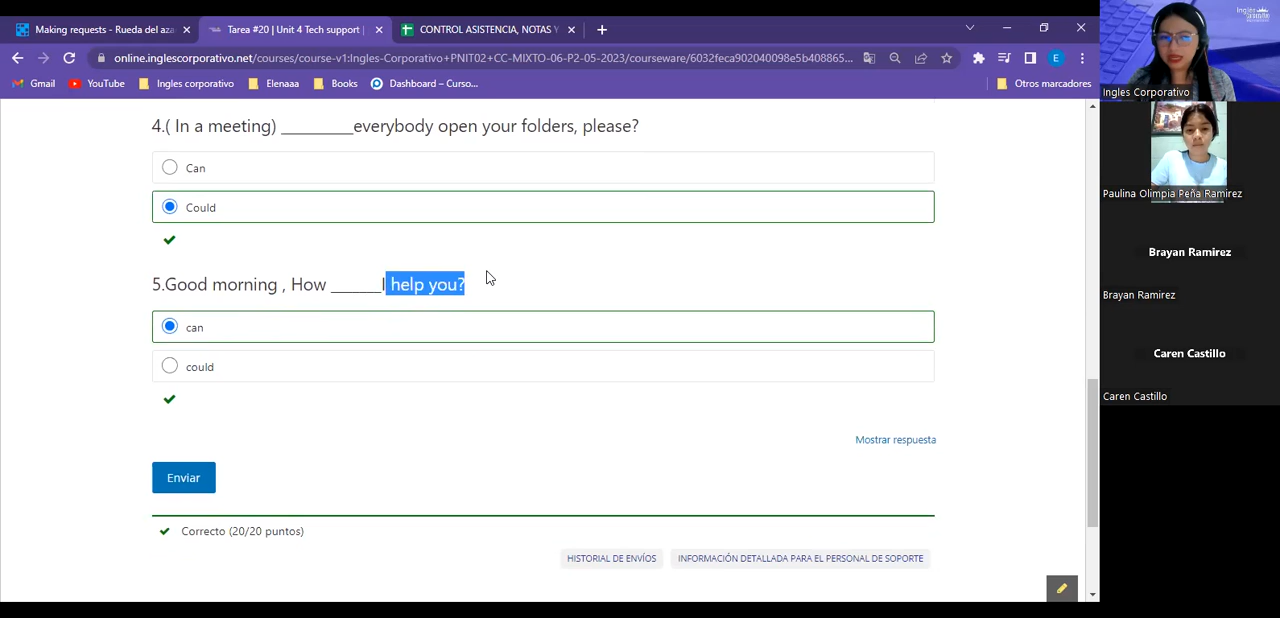 Making requests - Rueda del aza
Tarea #20 | Unit 4 Tech support |
CONTROL ASISTENCIA, NOTAS Y
online.inglescorporativo.net/courses/course-v1:Ingles-Corporativo+PNIT02+CC-MIXTO-06-P2-05-2023/courseware/6032feca902040098e5b408865...
E
Gmail
YouTube
Ingles corporativo
Elenaaa
Books
Dashboard – Curso...
Otros marcadores
4.( In a meeting) _________everybody open your folders, please?
Can
Could
5.Good morning , How ______I help you?
can
could
Mostrar respuesta
Enviar
Correcto (20/20 puntos)
HISTORIAL DE ENVÍOS
INFORMACIÓN DETALLADA PARA EL PERSONAL DE SOPORTE
Ingles Corporativo
Paulina Olimpia Peña Ramirez
Brayan Ramirez
Brayan Ramirez
Caren Castillo
Caren Castillo